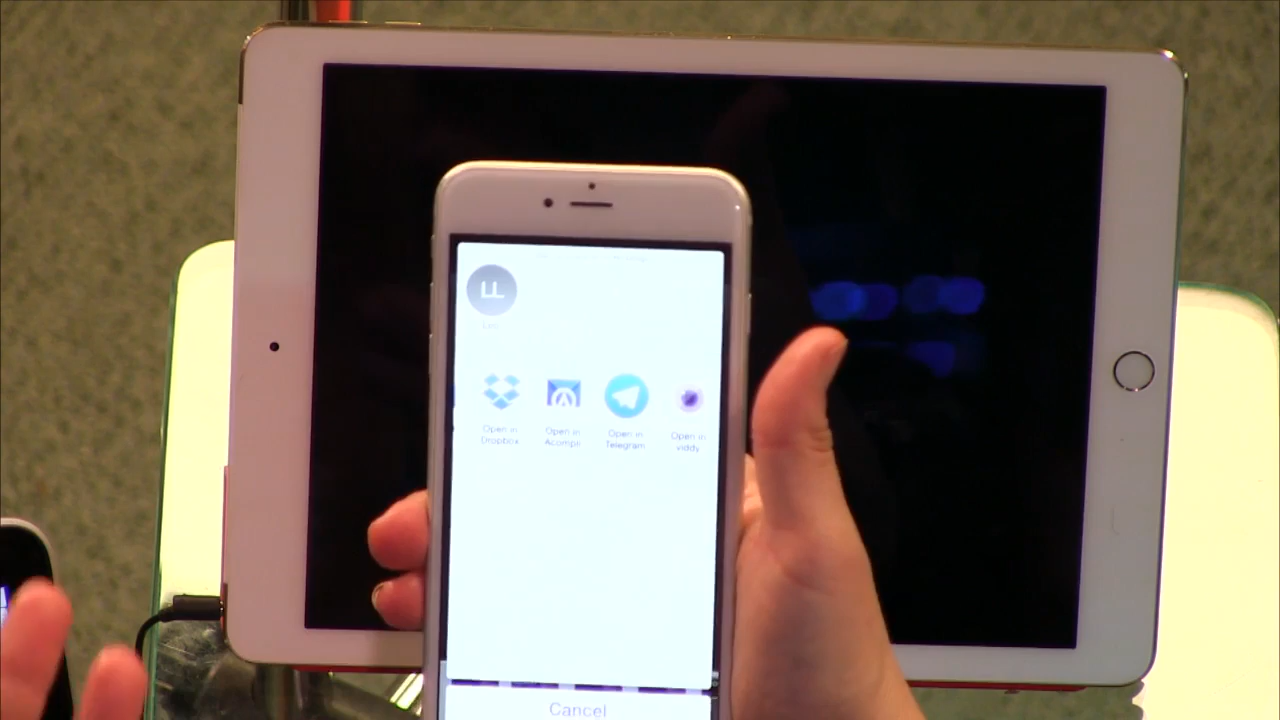 LL
Open in Dropbox
Open in Acompli
Open in Telegram
Open in viddy
Cancel